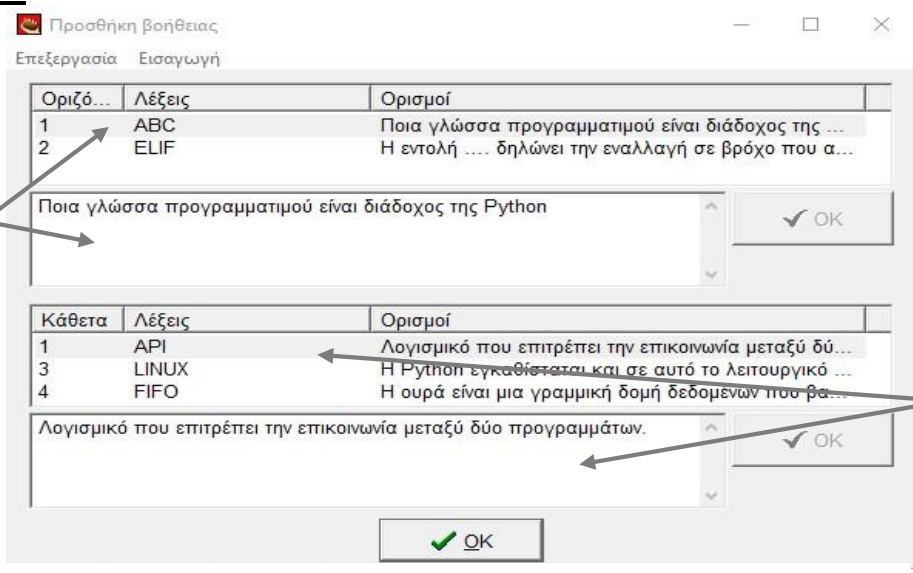 Προσθήκη βοήθειας
Επεξεργασία Εισαγωγή
Οριζό... Λέξεις Ορισμοί
1 ABC Ποια γλώσσα προγραμματιμού είναι διάδοχος της ...
2 ELIF Η εντολή .... δηλώνει την εναλλαγή σε βρόχο που α...
Ποια γλώσσα προγραμματιμού είναι διάδοχος της Python
OK
Κάθετα Λέξεις Ορισμοί
1 API Λογισμικό που επιτρέπει την επικοινωνία μεταξύ δύ...
3 LINUX Η Python εγκαθίσταται και σε αυτό το λειτουργικό ...
4 FIFO Η ουρά είναι μια γραμμική δομή δεδομένων που βα...
Λογισμικό που επιτρέπει την επικοινωνία μεταξύ δύο προγραμμάτων.
OK
OK